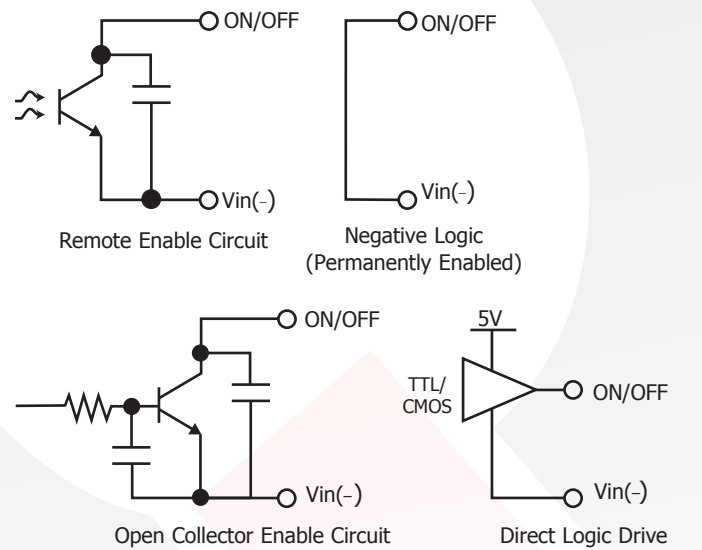 ON/OFF
Vin(–)
Remote Enable Circuit
ON/OFF
Vin(–)
Negative Logic
(Permanently Enabled)
ON/OFF
Vin(–)
Open Collector Enable Circuit
5V
TTL/
CMOS
ON/OFF
Vin(–)
Direct Logic Drive